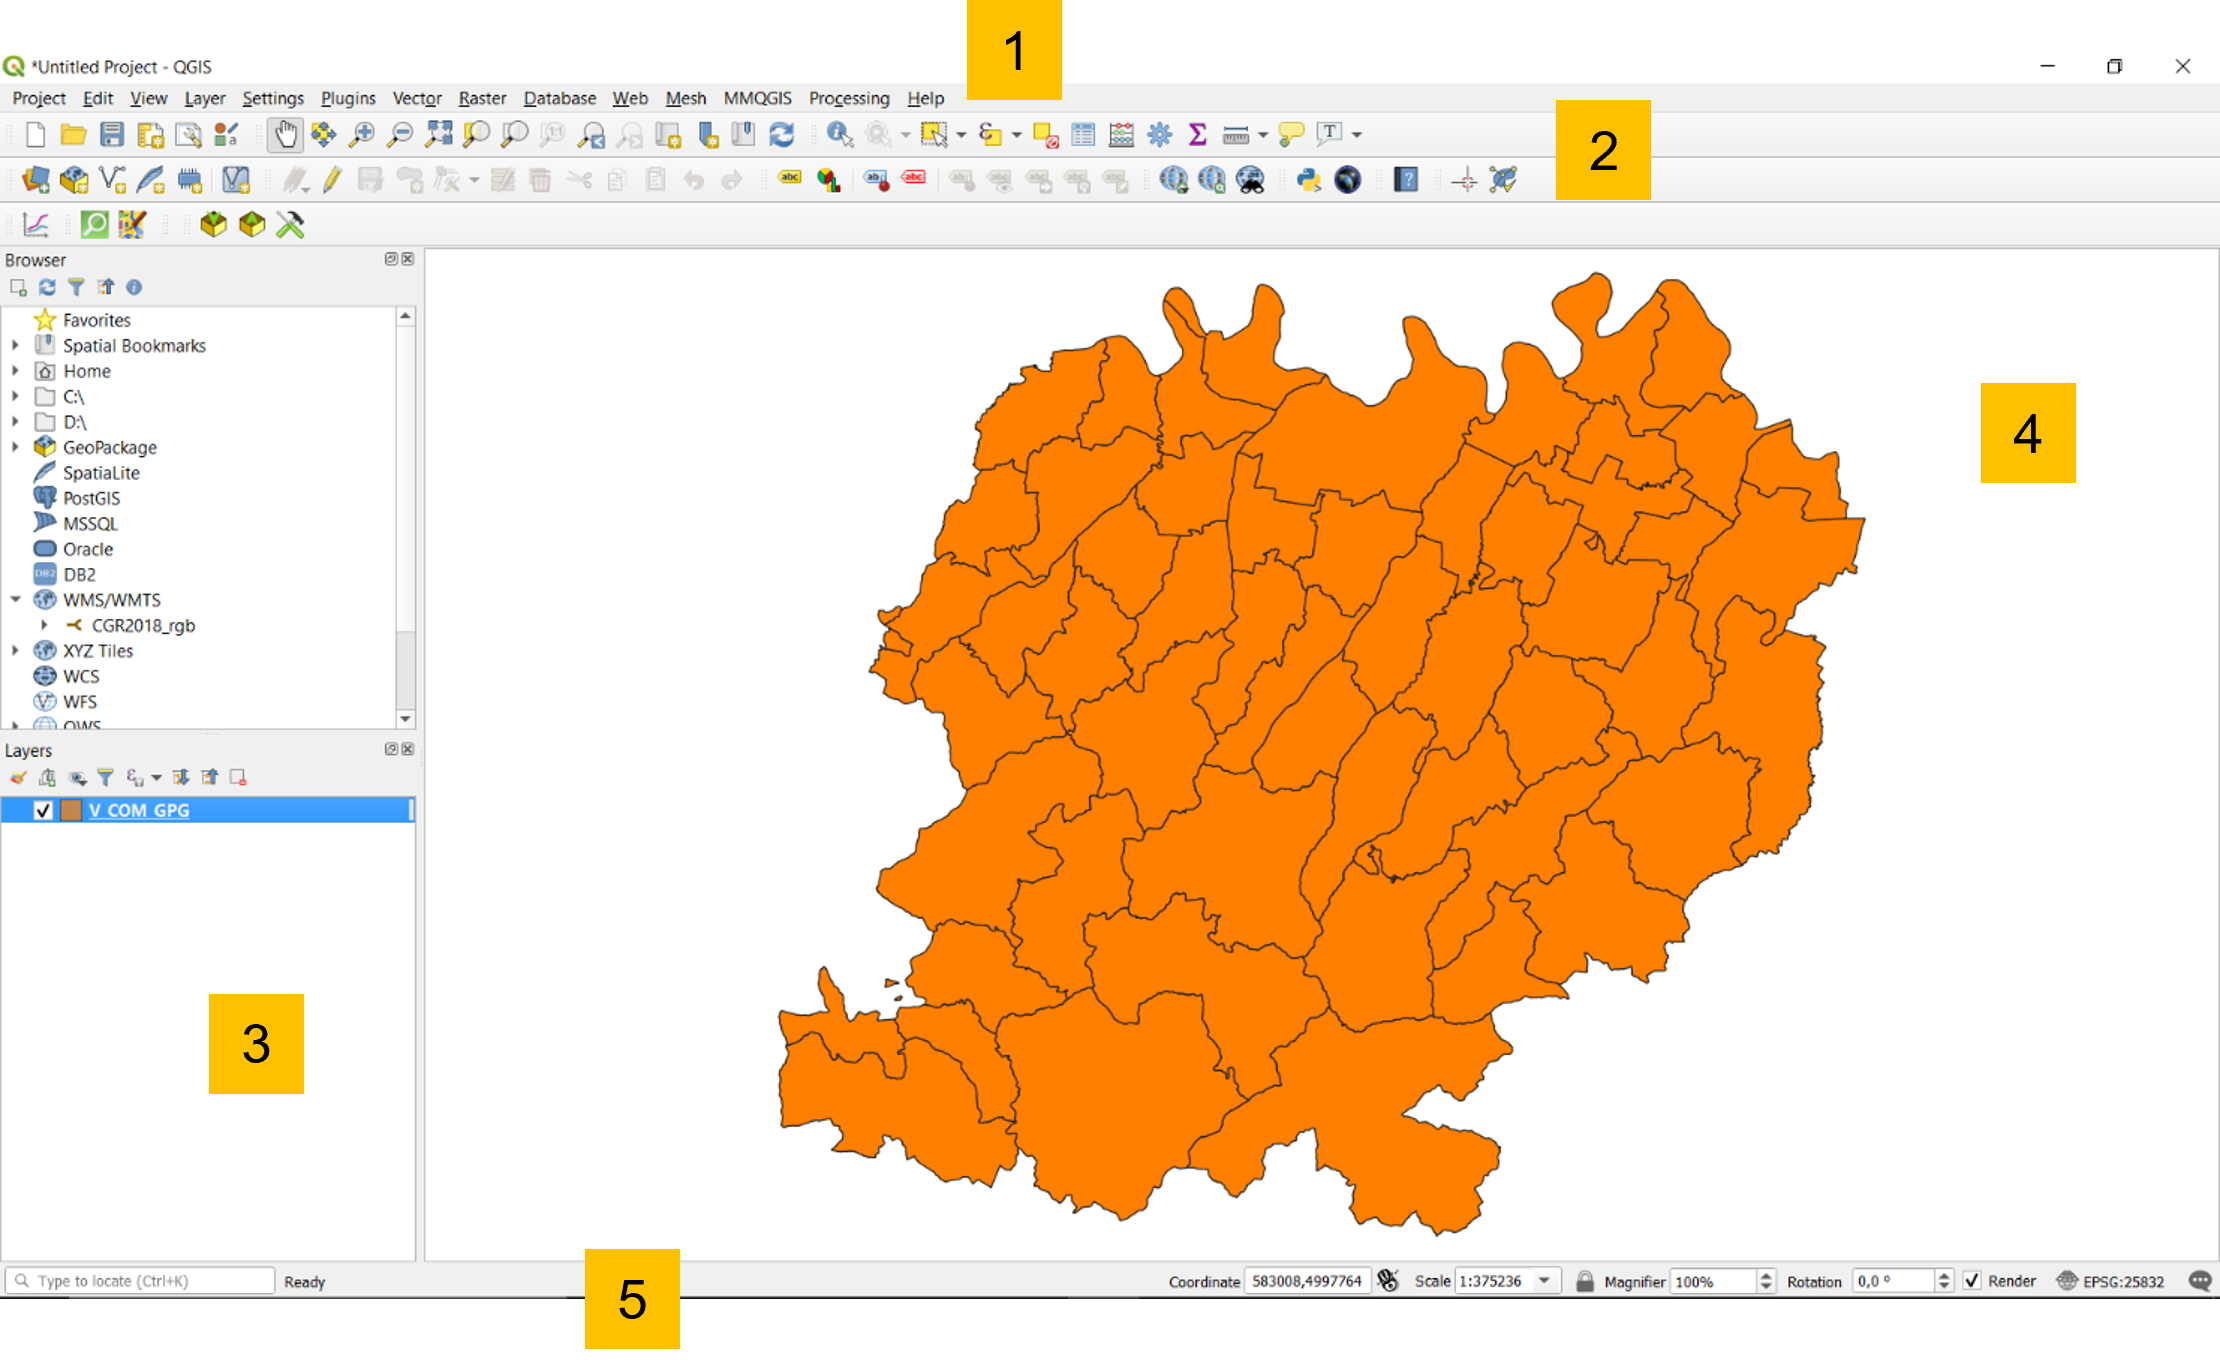 1
*Untitled Project - QGIS
Project Edit View Layer Settings Plugins Vector Raster Database Web Mesh MMQGIS Processing Help
2
Browser
Favorites
Spatial Bookmarks
Home
C:\
D:\
GeoPackage
SpatiaLite
PostGIS
MSSQL
Oracle
DB2 DB2
WMS/WMTS
CGR2018_rgb
XYZ Tiles
WCS
WFS
OWS
4
Layers
V_COM_GPG
3
Type to locate (Ctrl+K) Ready Coordinate 583008,4997764 Scale 1:375236 Magnifier 100% Rotation 0,0 ° Render EPSG:25832
5